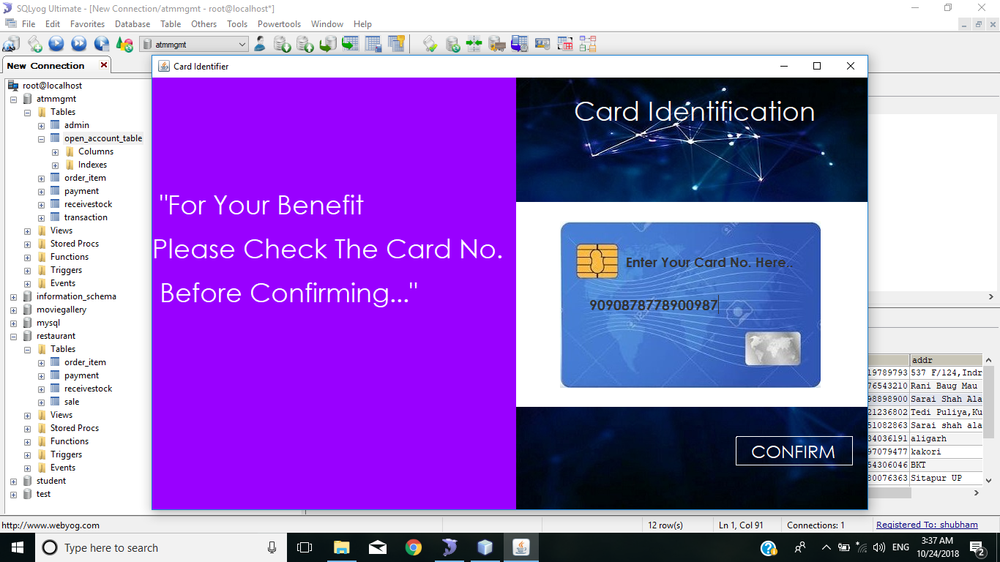 SQLyog Ultimate - [New Connection/atmmgmt - root@localhost*]
File Edit Favorites Database Table Others Tools Powertools Window Help
atmmgmt
New Connection
root@localhost
atmmgmt
Tables
admin
open_account_table
Columns
Indexes
order_item
payment
receivestock
transaction
Views
Stored Procs
Functions
Triggers
Events
information_schema
moviegallery
mysql
restaurant
Tables
order_item
payment
receivestock
sale
Views
Stored Procs
Functions
Triggers
Events
student
test
Card Identifier
"For Your Benefit
Please Check The Card No.
Before Confirming..."
Card Identification
Enter Your Card No. Here..
9090878778900987
CONFIRM
addr
19789793 537 F/124,Indr
76543210 Rani Baug Mau
98898900 Sarai Shah Ala
21236802 Tedi Puliya,Ku
51082863 Sarai shah ala
34036191 aligarh
97079477 kakori
54306046 BKT
80076363 Sitapur UP
http://www.webyog.com 12 row(s) Ln 1, Col 91 Connections: 1 Registered To: shubham
Type here to search
ENG
3:37 AM
10/24/2018
2